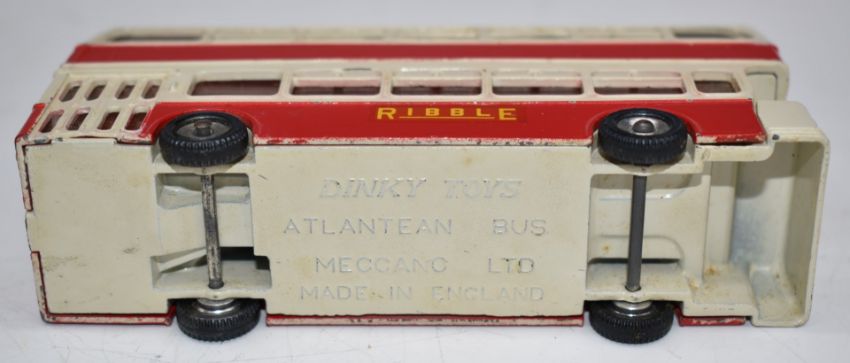 RIBBLE
DINKY TOYS
ATLANTEAN BUS
MECCANO LTD
MADE IN ENGLAND